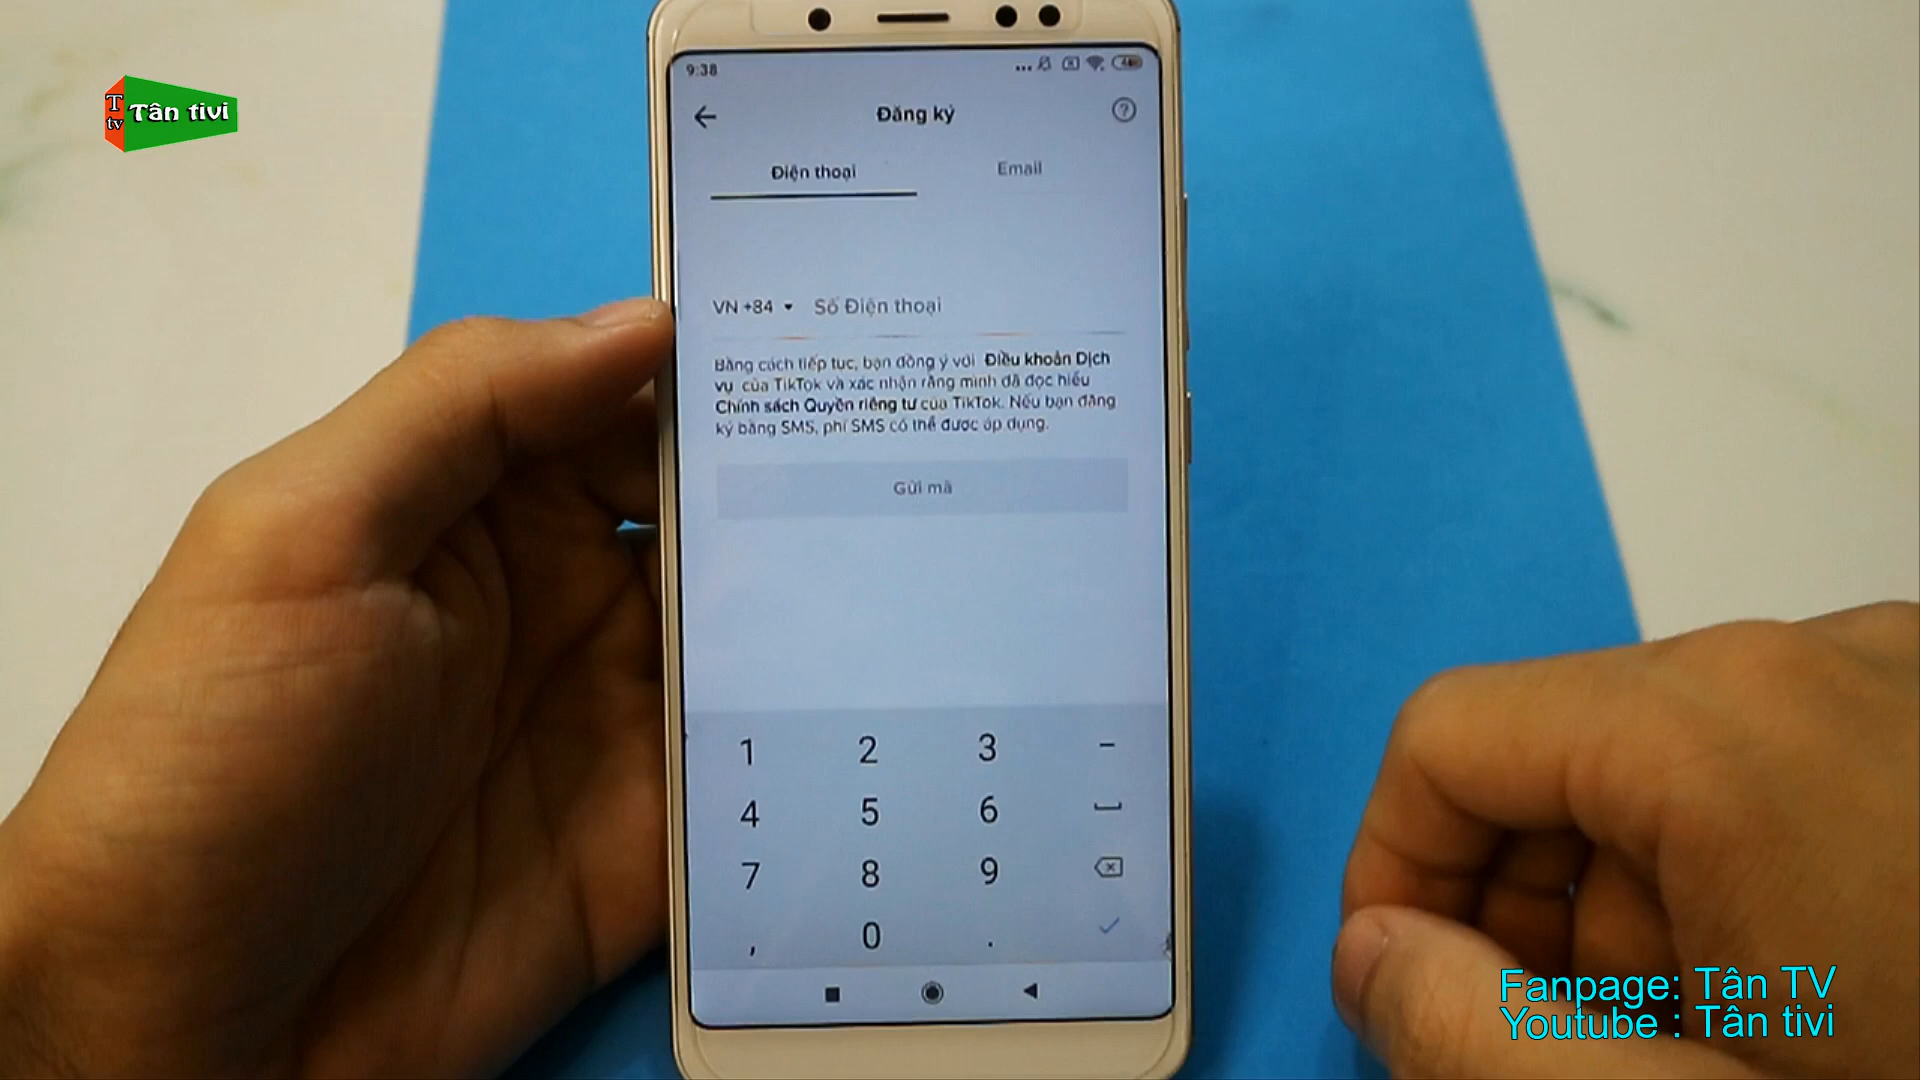 T
tv
Tân tivi
9:38
Đăng ký
Điện thoại
Email
VN +84
Số Điện thoại
Bằng cách tiếp tục, bạn đồng ý với Điều khoản Dịch
vụ của TikTok và xác nhận rằng mình đã đọc hiểu
Chính sách Quyền riêng tư của TikTok. Nếu bạn đăng
ký bằng SMS, phí SMS có thể được áp dụng.
Gửi mã
1 2 3 -
4 5 6
7 8 9
, 0 .
Fanpage: Tân TV
Youtube : Tân tivi